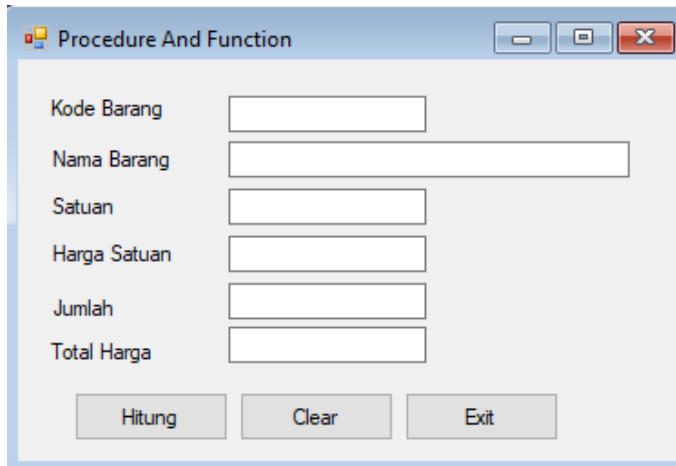 Procedure And Function
Kode Barang
Nama Barang
Satuan
Harga Satuan
Jumlah
Total Harga
Hitung Clear Exit